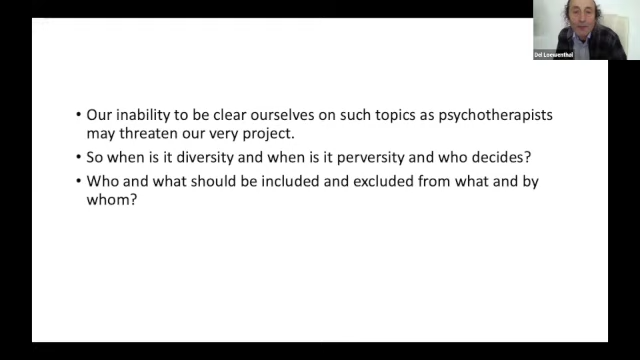 Del Loewenthal
• Our inability to be clear ourselves on such topics as psychotherapists
may threaten our very project.
• So when is it diversity and when is it perversity and who decides?
• Who and what should be included and excluded from what and by
whom?